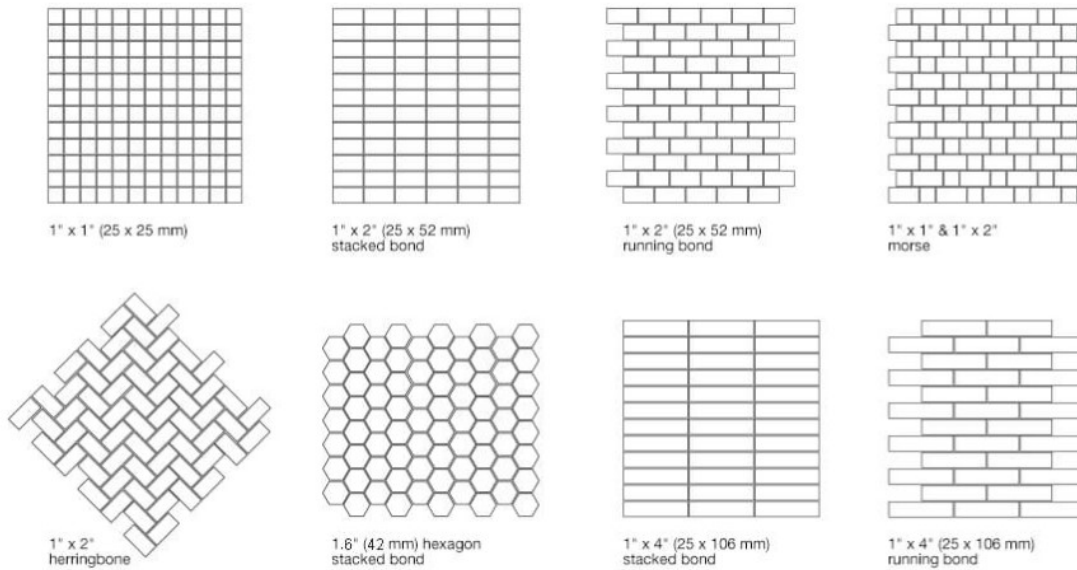 1" x 1" (25 x 25 mm)
1" x 2" (25 x 52 mm)
stacked bond
1" x 2" (25 x 52 mm)
running bond
1" x 1" & 1" x 2"
morse
1" x 2"
herringbone
1.6" (42 mm) hexagon
stacked bond
1" x 4" (25 x 106 mm)
stacked bond
1" x 4" (25 x 106 mm)
running bond